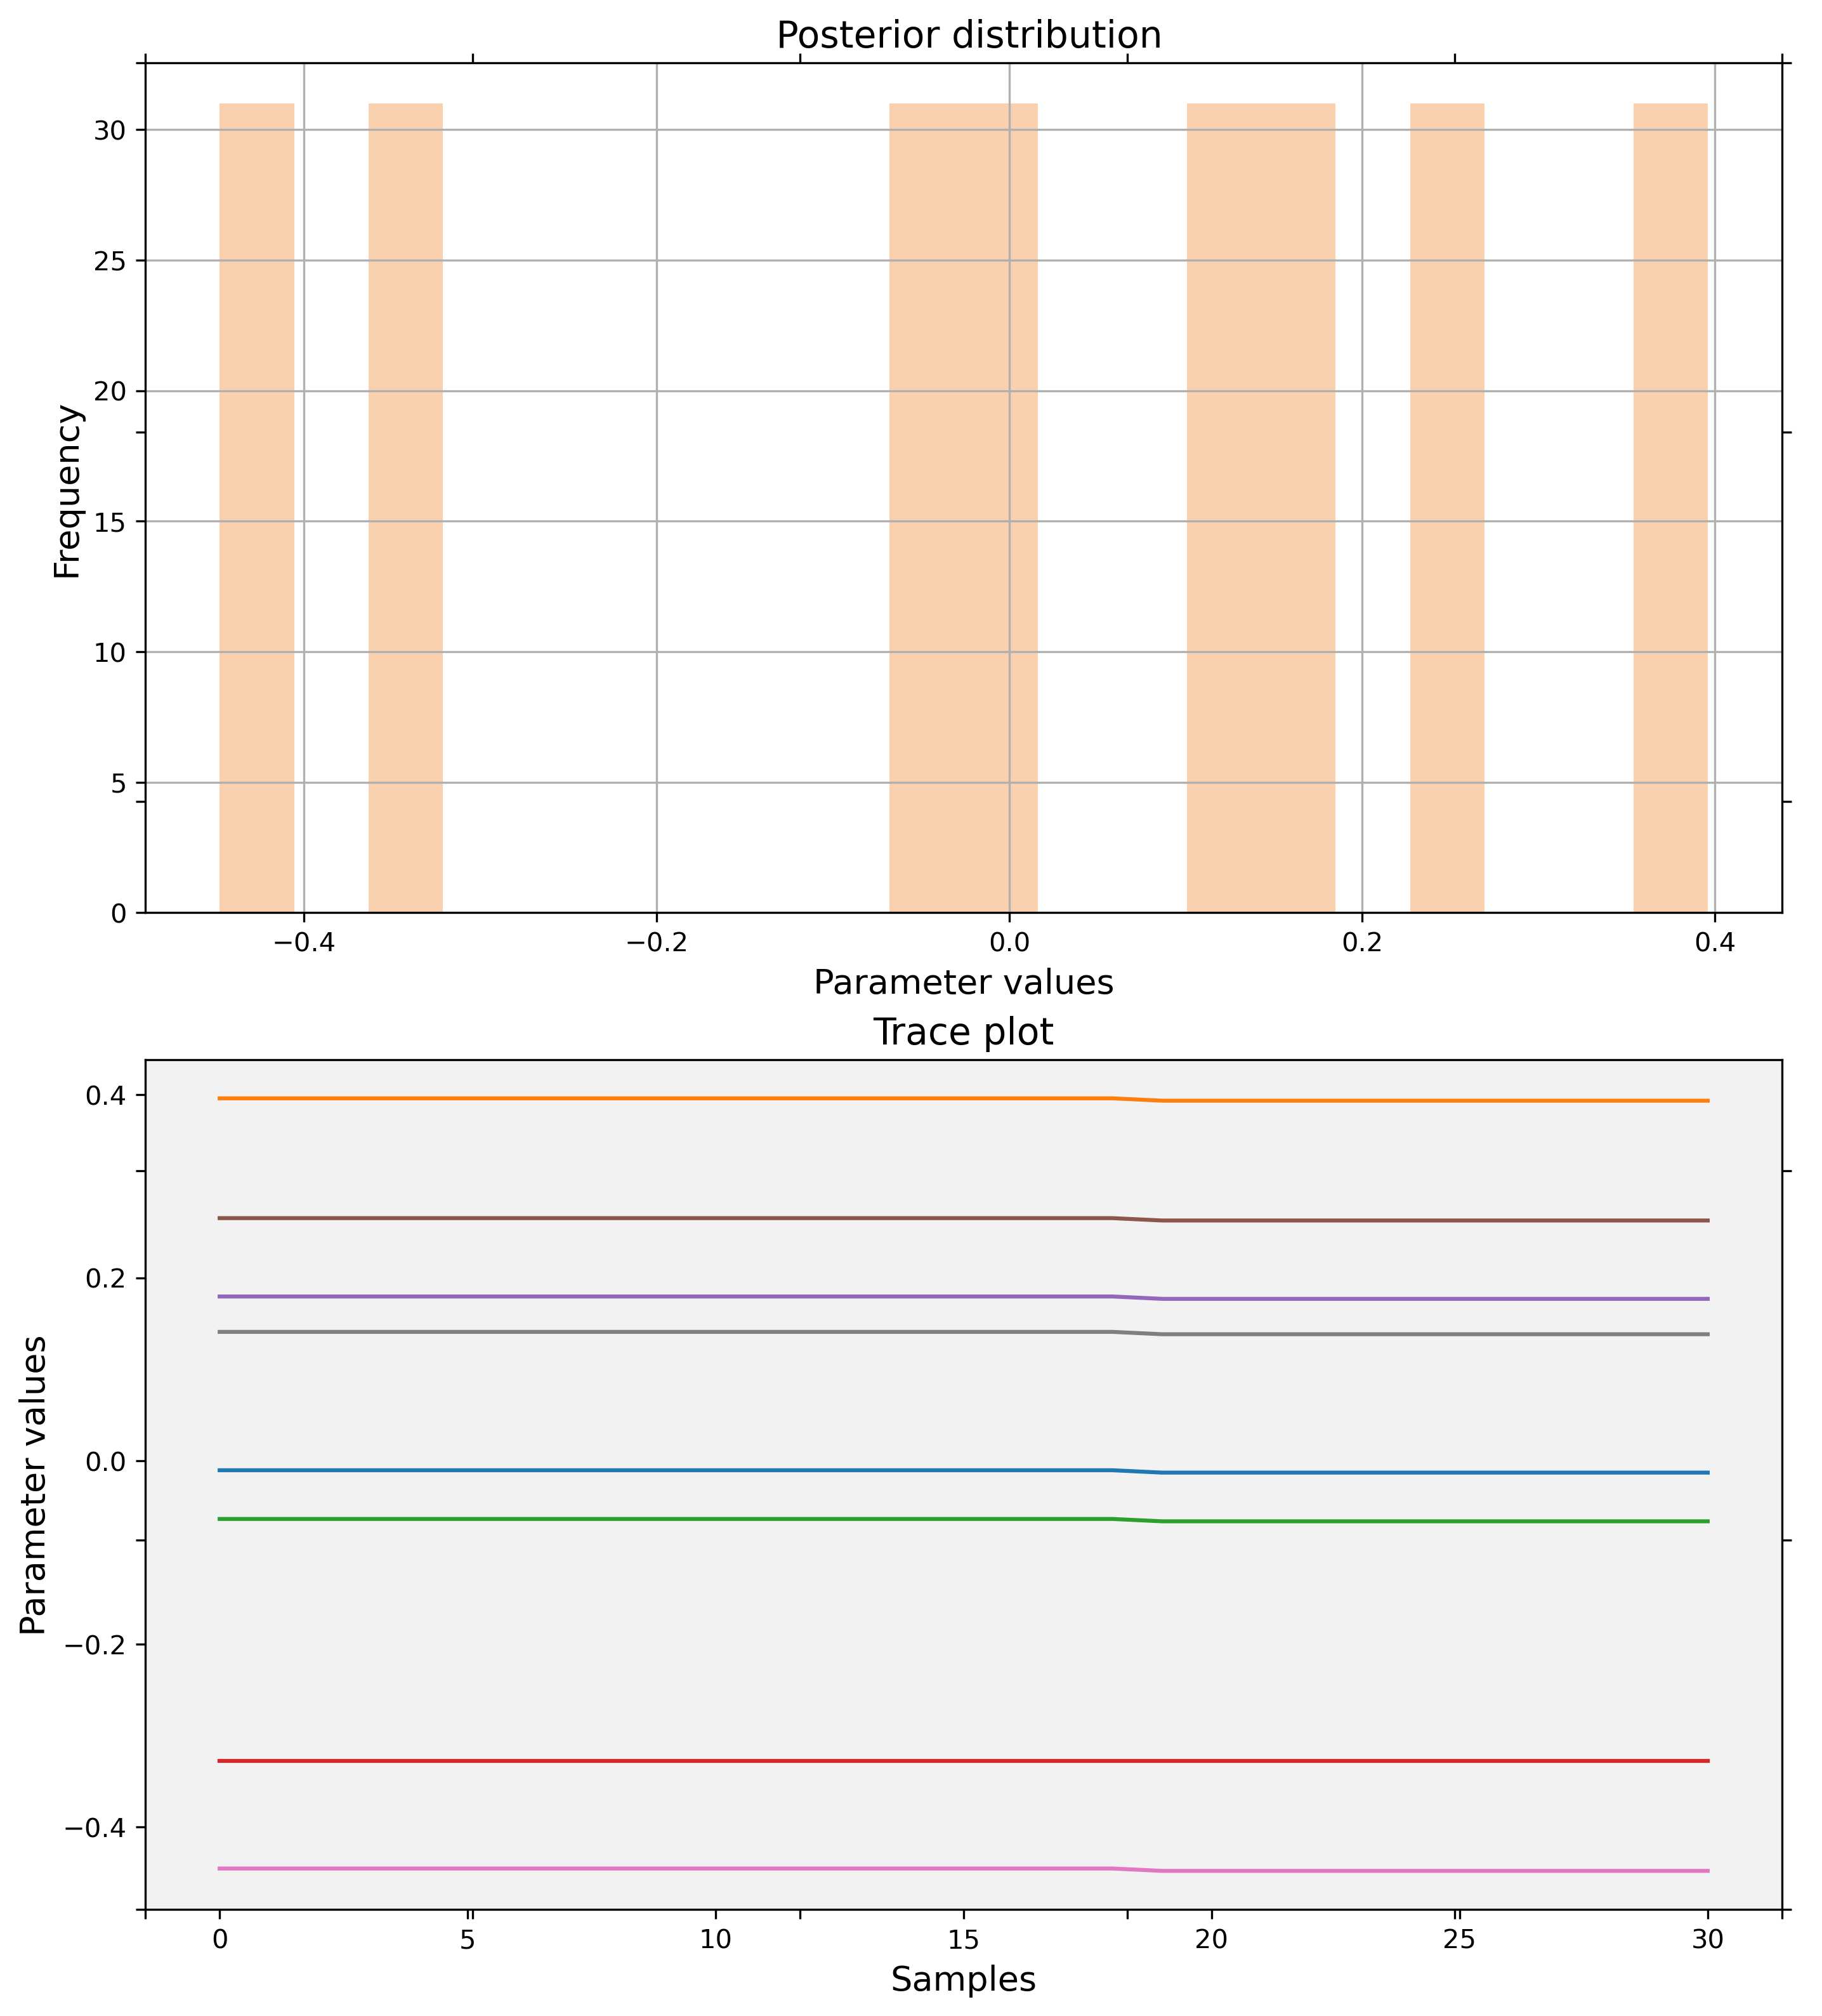 Posterior distribution
30
25
20
15
10
5
0
Frequency
−0.4 −0.2 0.0 0.2 0.4
Parameter values
Trace plot
0.4
0.2
0.0
−0.2
−0.4
Parameter values
0 5 10 15 20 25 30
Samples